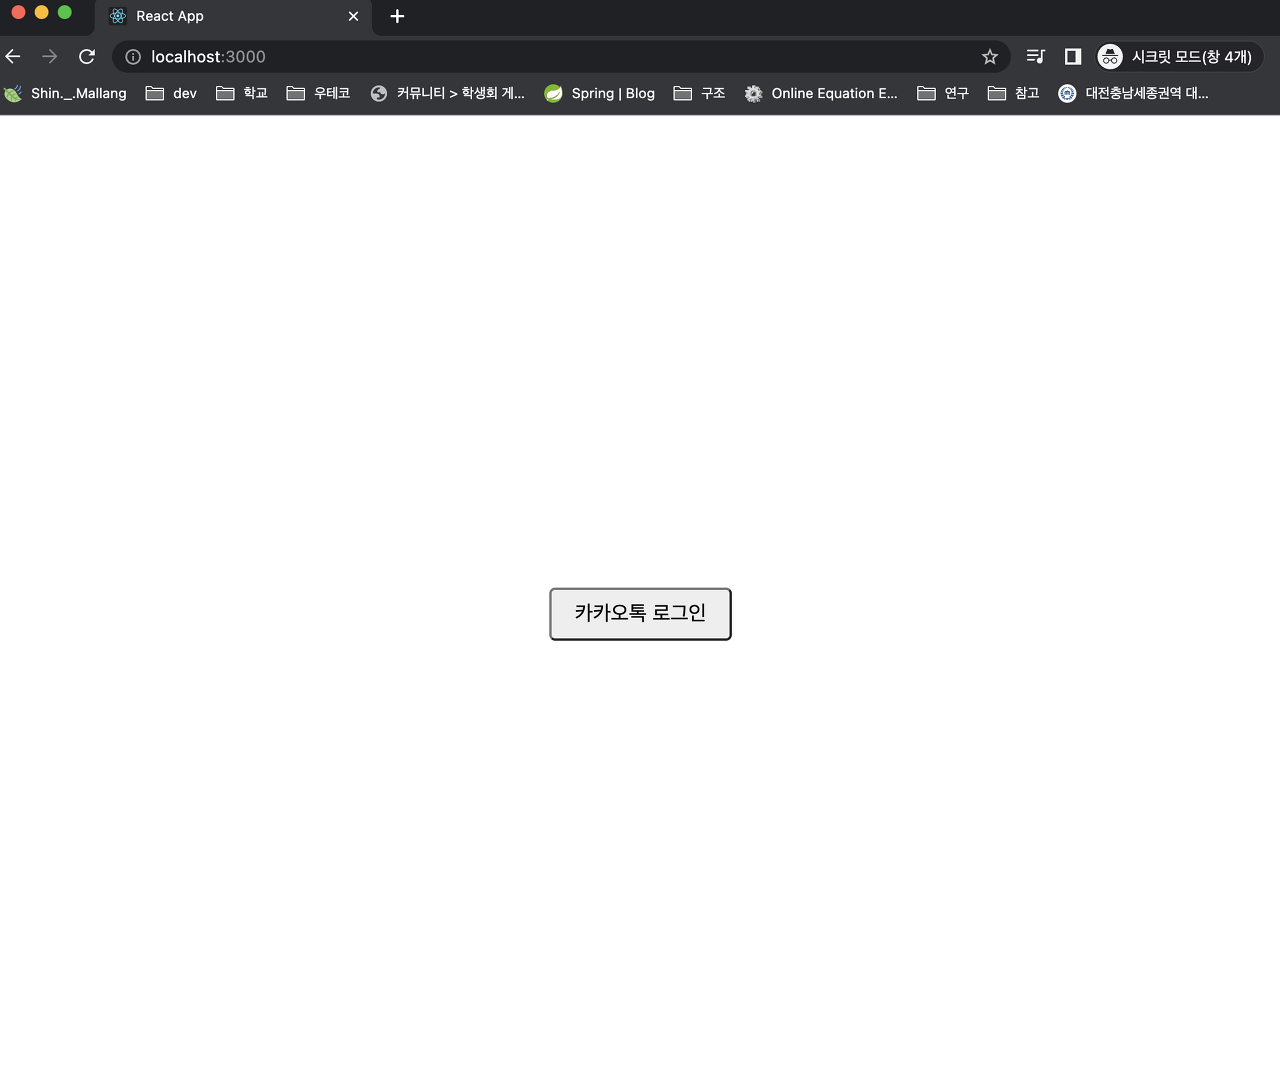 React App
localhost:3000
시크릿 모드(창 4개)
Shin._.Mallang dev 학교 우테코 커뮤니티 > 학생회 게... Spring | Blog 구조 Online Equation E... 연구 참고 대전충남세종권역 대...
카카오톡 로그인